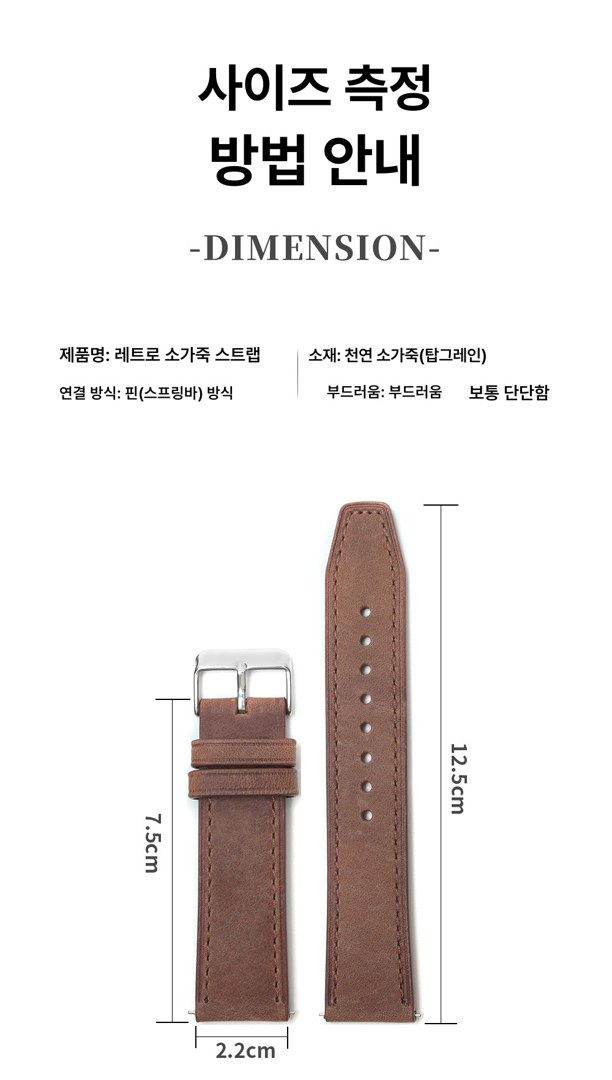 사이즈 측정
방법 안내
-DIMENSION-
제품명: 레트로 소가죽 스트랩
소재: 천연 소가죽(탑그레인)
연결 방식: 핀(스프링바) 방식
부드러움: 부드러움 보통 단단함
12.5cm
7.5cm
2.2cm